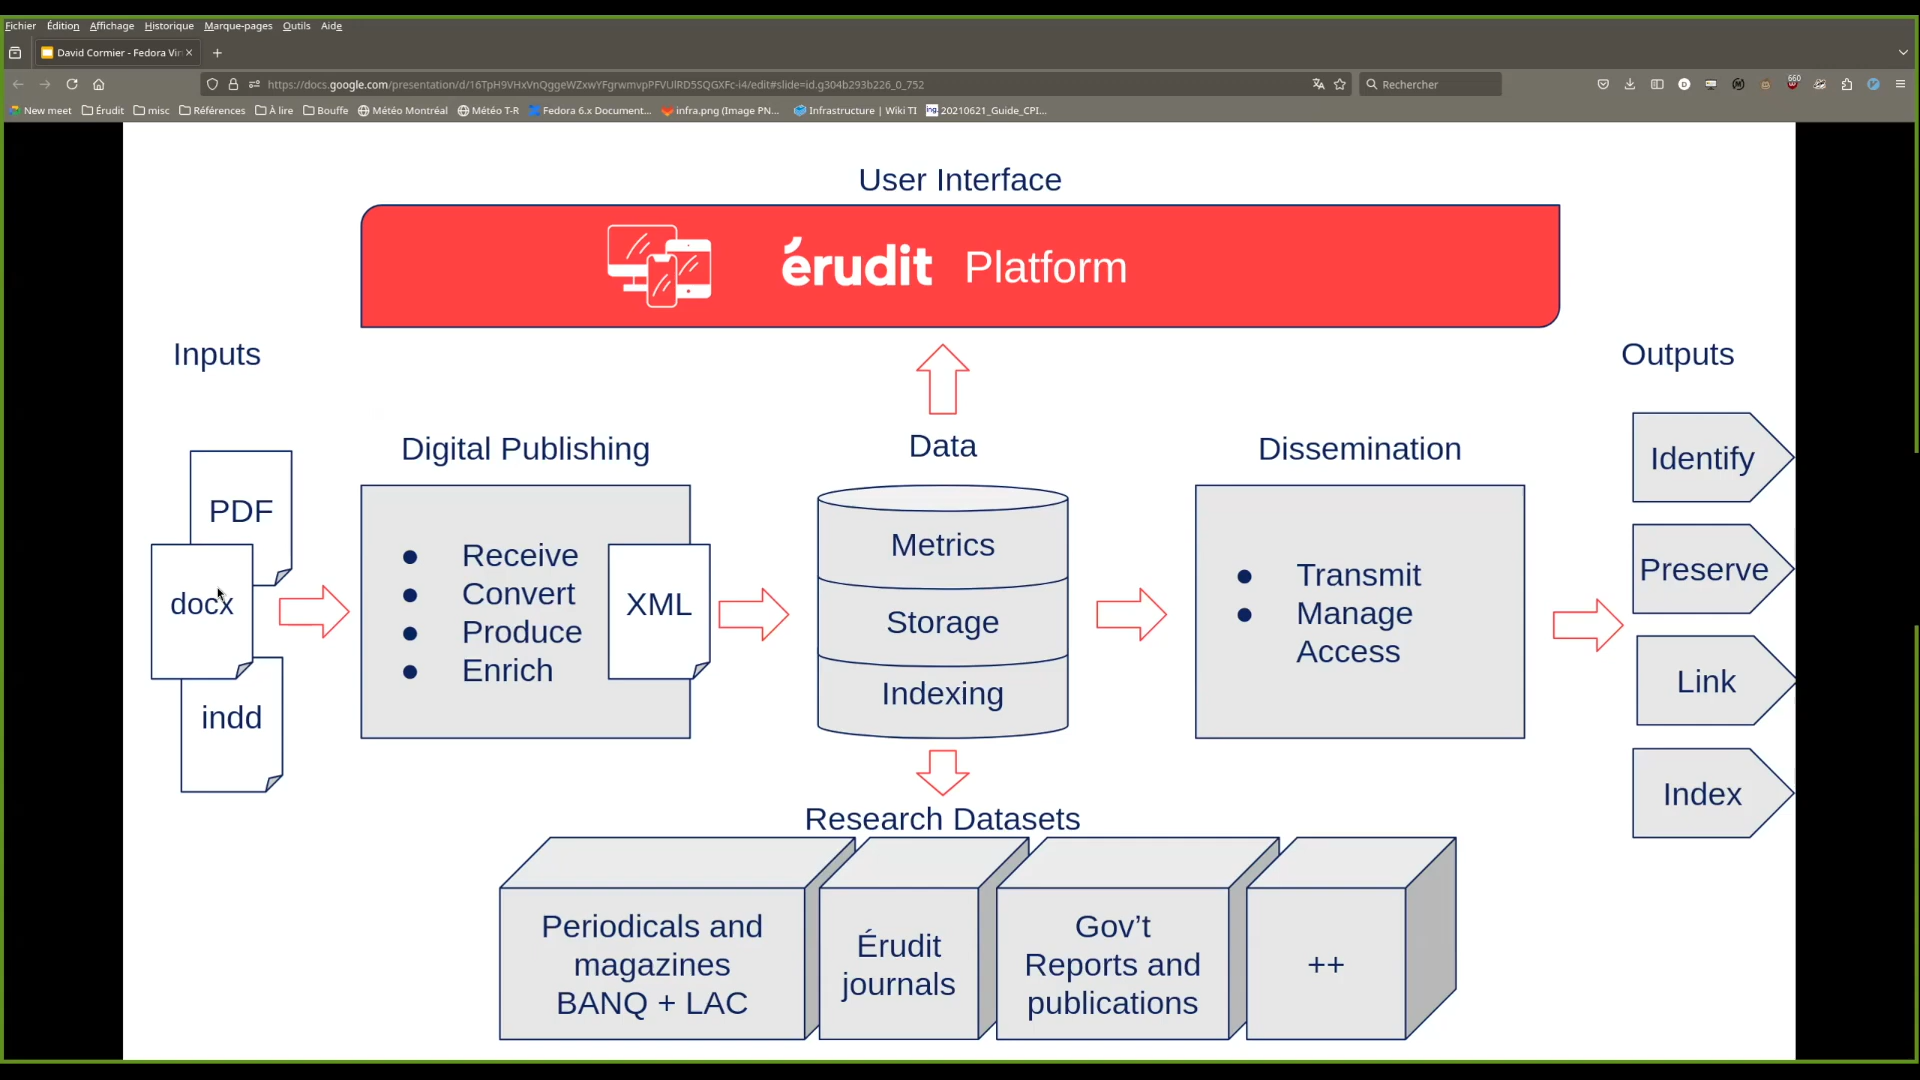 Fichier Édition Affichage Historique Marque-pages Outils Aide
David Cormier - Fedora Vir
https://docs.google.com/presentation/d/16TpH9VHxVnQggeWZxwYFgrwmvpPFVUlRD5SQGXFc-i4/edit#slide=id.g304b293b226_0_752
Rechercher
660
New meet Érudit misc Références À lire Bouffe Météo Montréal Météo T-R Fedora 6.x Document... infra.png (Image PN... Infrastructure | Wiki TI 20210621_Guide_CPI...
User Interface
érudit Platform
Inputs
Outputs
Digital Publishing
Data
Dissemination
PDF
docx
indd
Receive
Convert
Produce
Enrich
XML
Metrics
Storage
Indexing
Transmit
Manage
Access
Identify
Preserve
Link
Index
Research Datasets
Periodicals and
magazines
BANQ + LAC
Érudit
journals
Gov’t
Reports and
publications
++